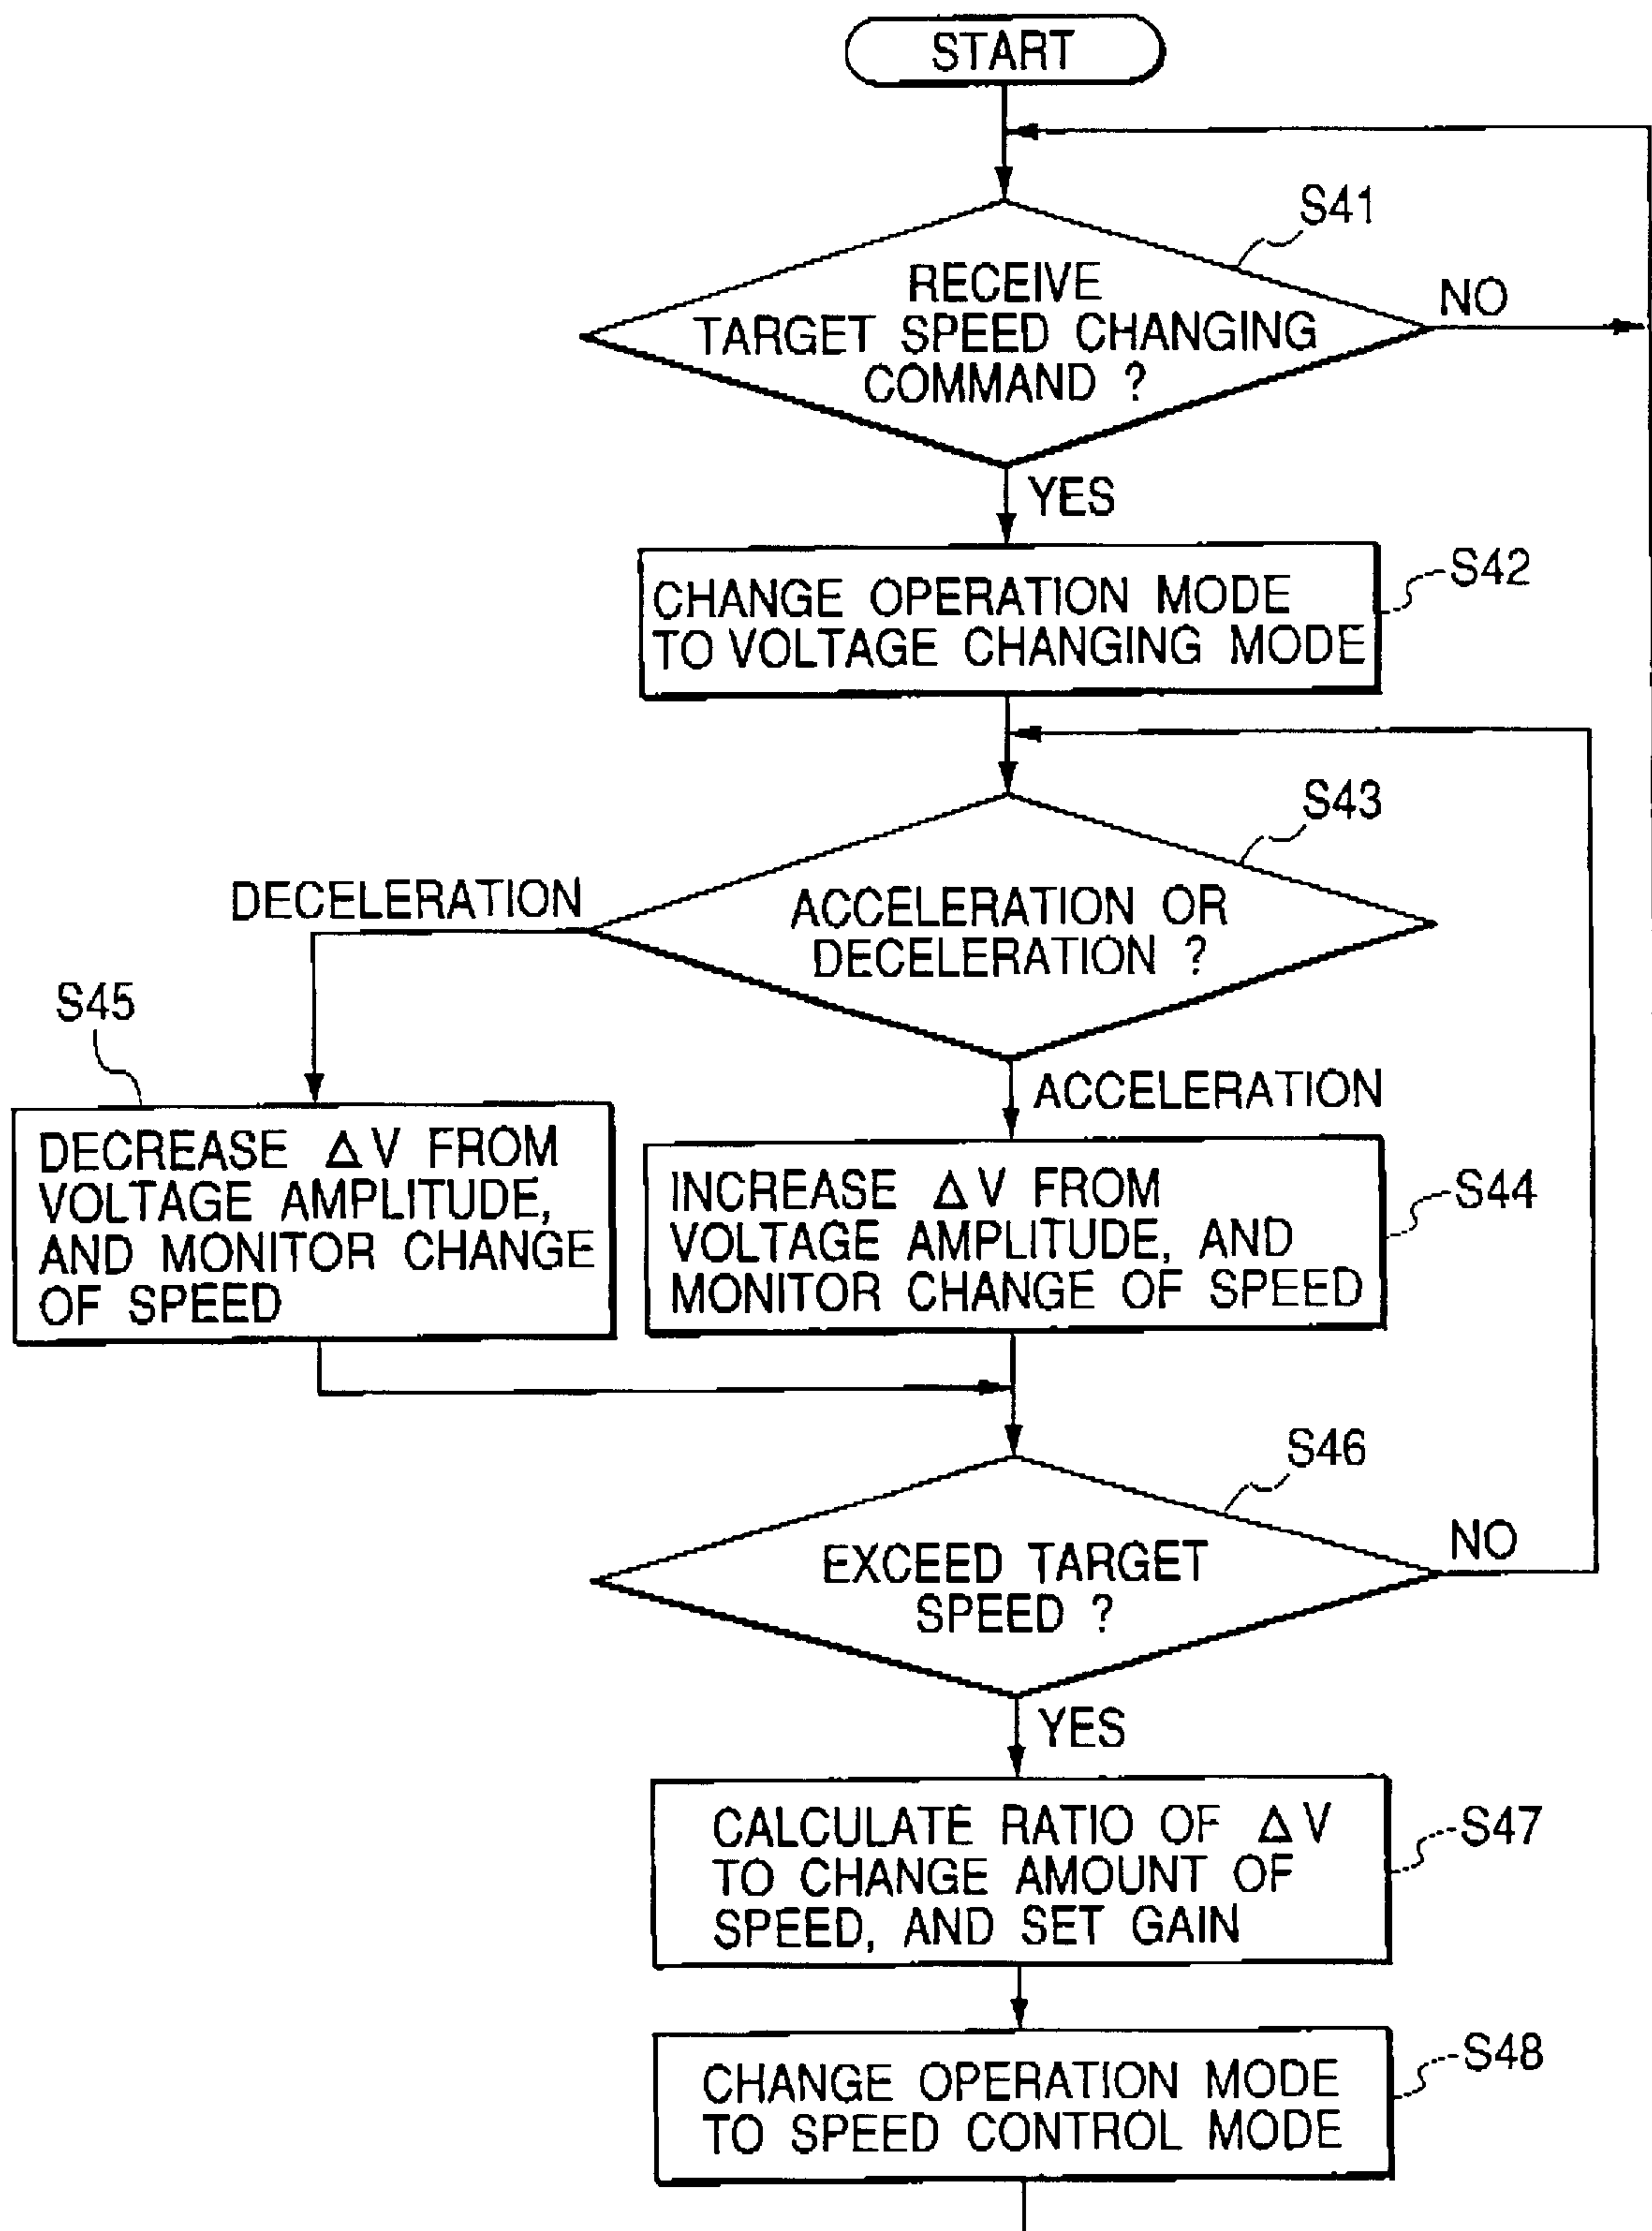 START
S41
RECEIVE
TARGET SPEED CHANGING
COMMAND ?
NO
YES
S42
CHANGE OPERATION MODE
TO VOLTAGE CHANGING MODE
S43
ACCELERATION OR
DECELERATION ?
DECELERATION
ACCELERATION
S45
DECREASE ΔV FROM
VOLTAGE AMPLITUDE,
AND MONITOR CHANGE
OF SPEED
S44
INCREASE ΔV FROM
VOLTAGE AMPLITUDE, AND
MONITOR CHANGE OF SPEED
S46
EXCEED TARGET
SPEED ?
NO
YES
S47
CALCULATE RATIO OF ΔV
TO CHANGE AMOUNT OF
SPEED, AND SET GAIN
S48
CHANGE OPERATION MODE
TO SPEED CONTROL MODE